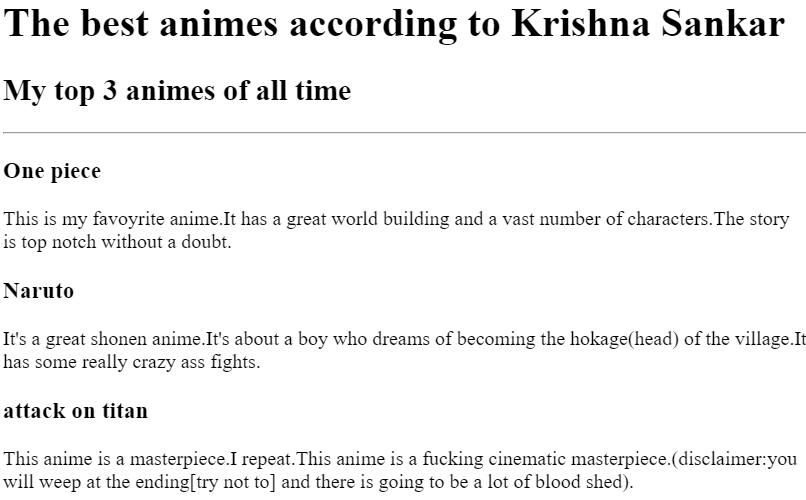 The best animes according to Krishna Sankar
My top 3 animes of all time
One piece
This is my favoyrite anime.It has a great world building and a vast number of characters.The story
is top notch without a doubt.
Naruto
It's a great shonen anime.It's about a boy who dreams of becoming the hokage(head) of the village.It
has some really crazy ass fights.
attack on titan
This anime is a masterpiece.I repeat.This anime is a fucking cinematic masterpiece.(disclaimer:you
will weep at the ending[try not to] and there is going to be a lot of blood shed).